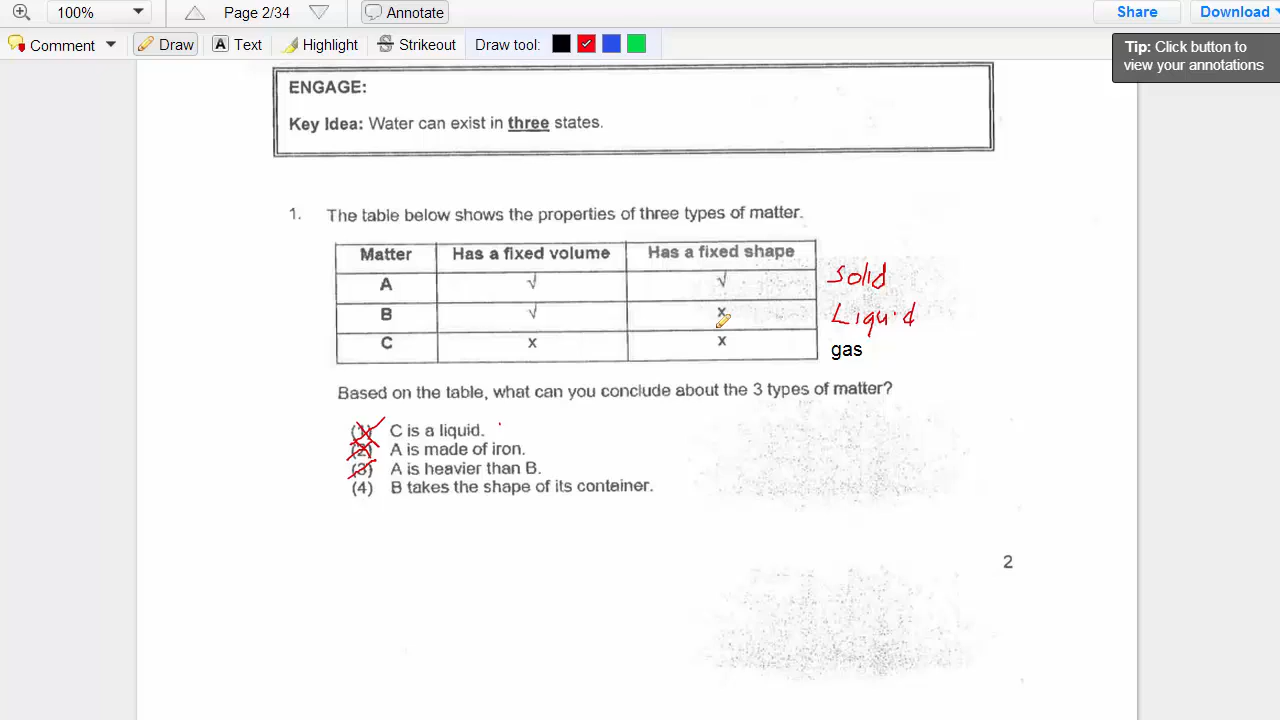 100% Page 2/34 Annotate Share Download
Comment Draw Text Highlight Strikeout Draw tool:
Tip: Click button to
view your annotations
ENGAGE:
Key Idea: Water can exist in three states.
1. The table below shows the properties of three types of matter.
Matter Has a fixed volume Has a fixed shape
A √ √ Solid
B √ x Liquid
C x x gas
Based on the table, what can you conclude about the 3 types of matter?
(1) C is a liquid.
(2) A is made of iron.
(3) A is heavier than B.
(4) B takes the shape of its container.
2